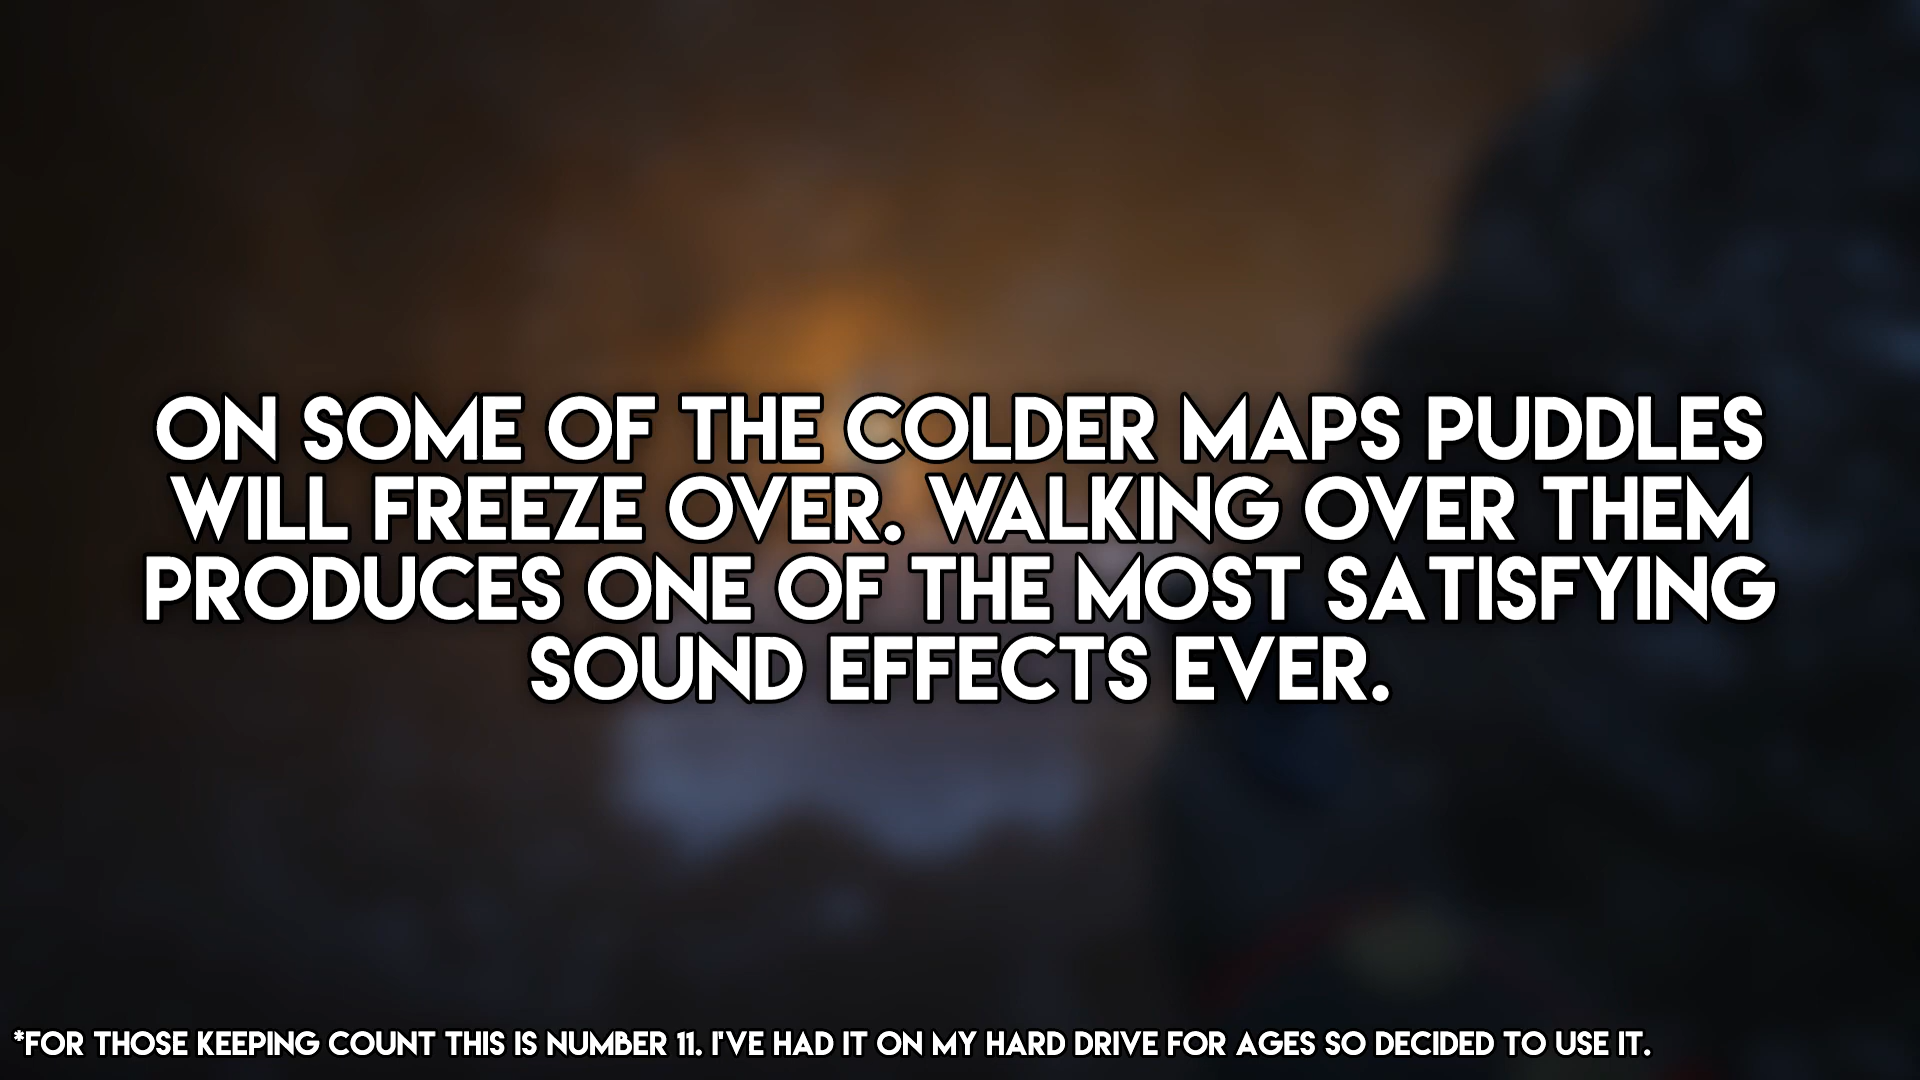 ON SOME OF THE COLDER MAPS PUDDLES
WILL FREEZE OVER. WALKING OVER THEM
PRODUCES ONE OF THE MOST SATISFYING
SOUND EFFECTS EVER.
*FOR THOSE KEEPING COUNT THIS IS NUMBER 11. I'VE HAD IT ON MY HARD DRIVE FOR AGES SO DECIDED TO USE IT.